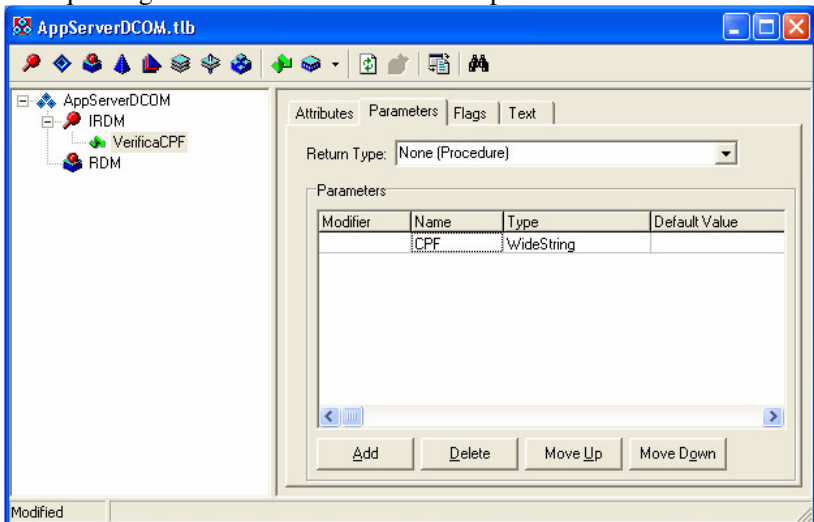 AppServerDCOM.tlb
AppServerDCOM
IRDM
VerificaCPF
RDM
Attributes Parameters Flags Text
Return Type: None (Procedure)
Parameters
Modifier Name Type Default Value
CPF WideString
Add Delete Move Up Move Down
Modified